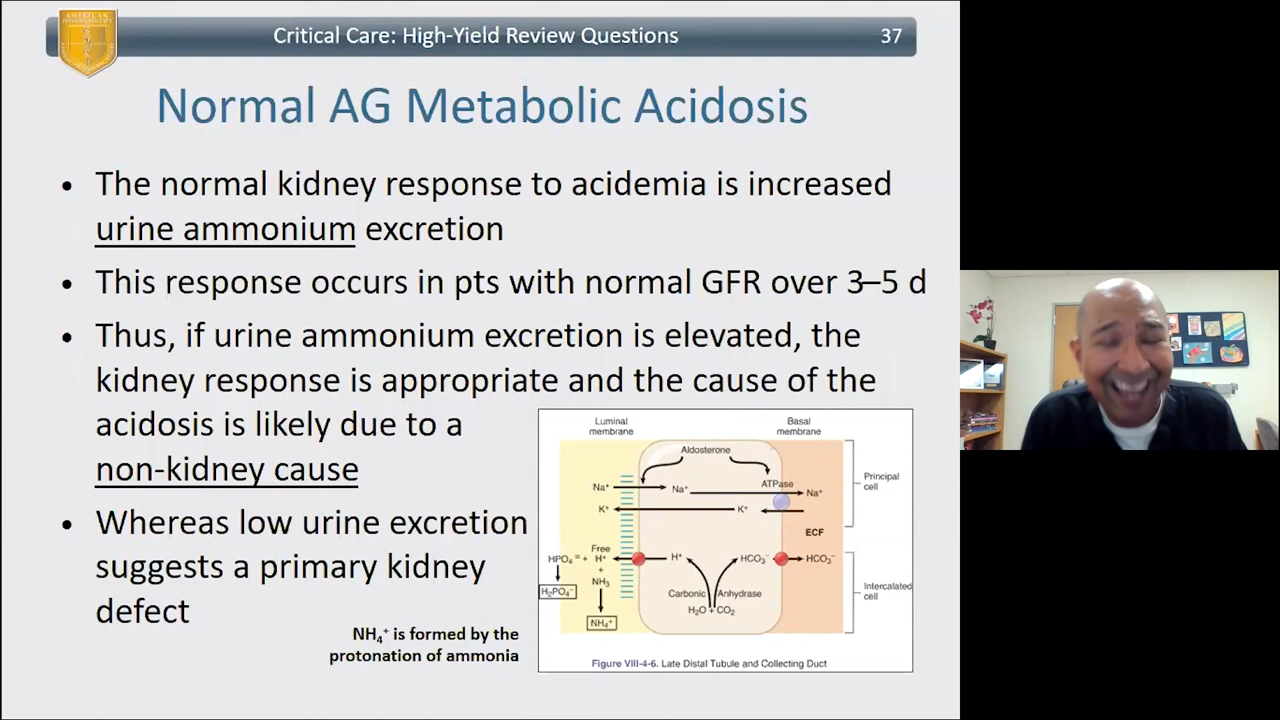 AMERICAN
Critical Care: High-Yield Review Questions
37
Normal AG Metabolic Acidosis
• The normal kidney response to acidemia is increased
urine ammonium excretion
• This response occurs in pts with normal GFR over 3–5 d
• Thus, if urine ammonium excretion is elevated, the
kidney response is appropriate and the cause of the
acidosis is likely due to a
non-kidney cause
• Whereas low urine excretion
suggests a primary kidney
defect
NH₄⁺ is formed by the
protonation of ammonia
Luminal
membrane
Basal
membrane
Aldosterone
ATPase
Na⁺
Na⁺
Na⁺
K⁺
K⁺
Principal
cell
ECF
Free
HPO₄⁼ + H⁺
H⁺
HCO₃⁻
HCO₃⁻
+
NH₃
H₂PO₄⁻
NH₄⁺
Carbonic Anhydrase
H₂O + CO₂
Intercalated
cell
Figure VIII-4-6. Late Distal Tubule and Collecting Duct